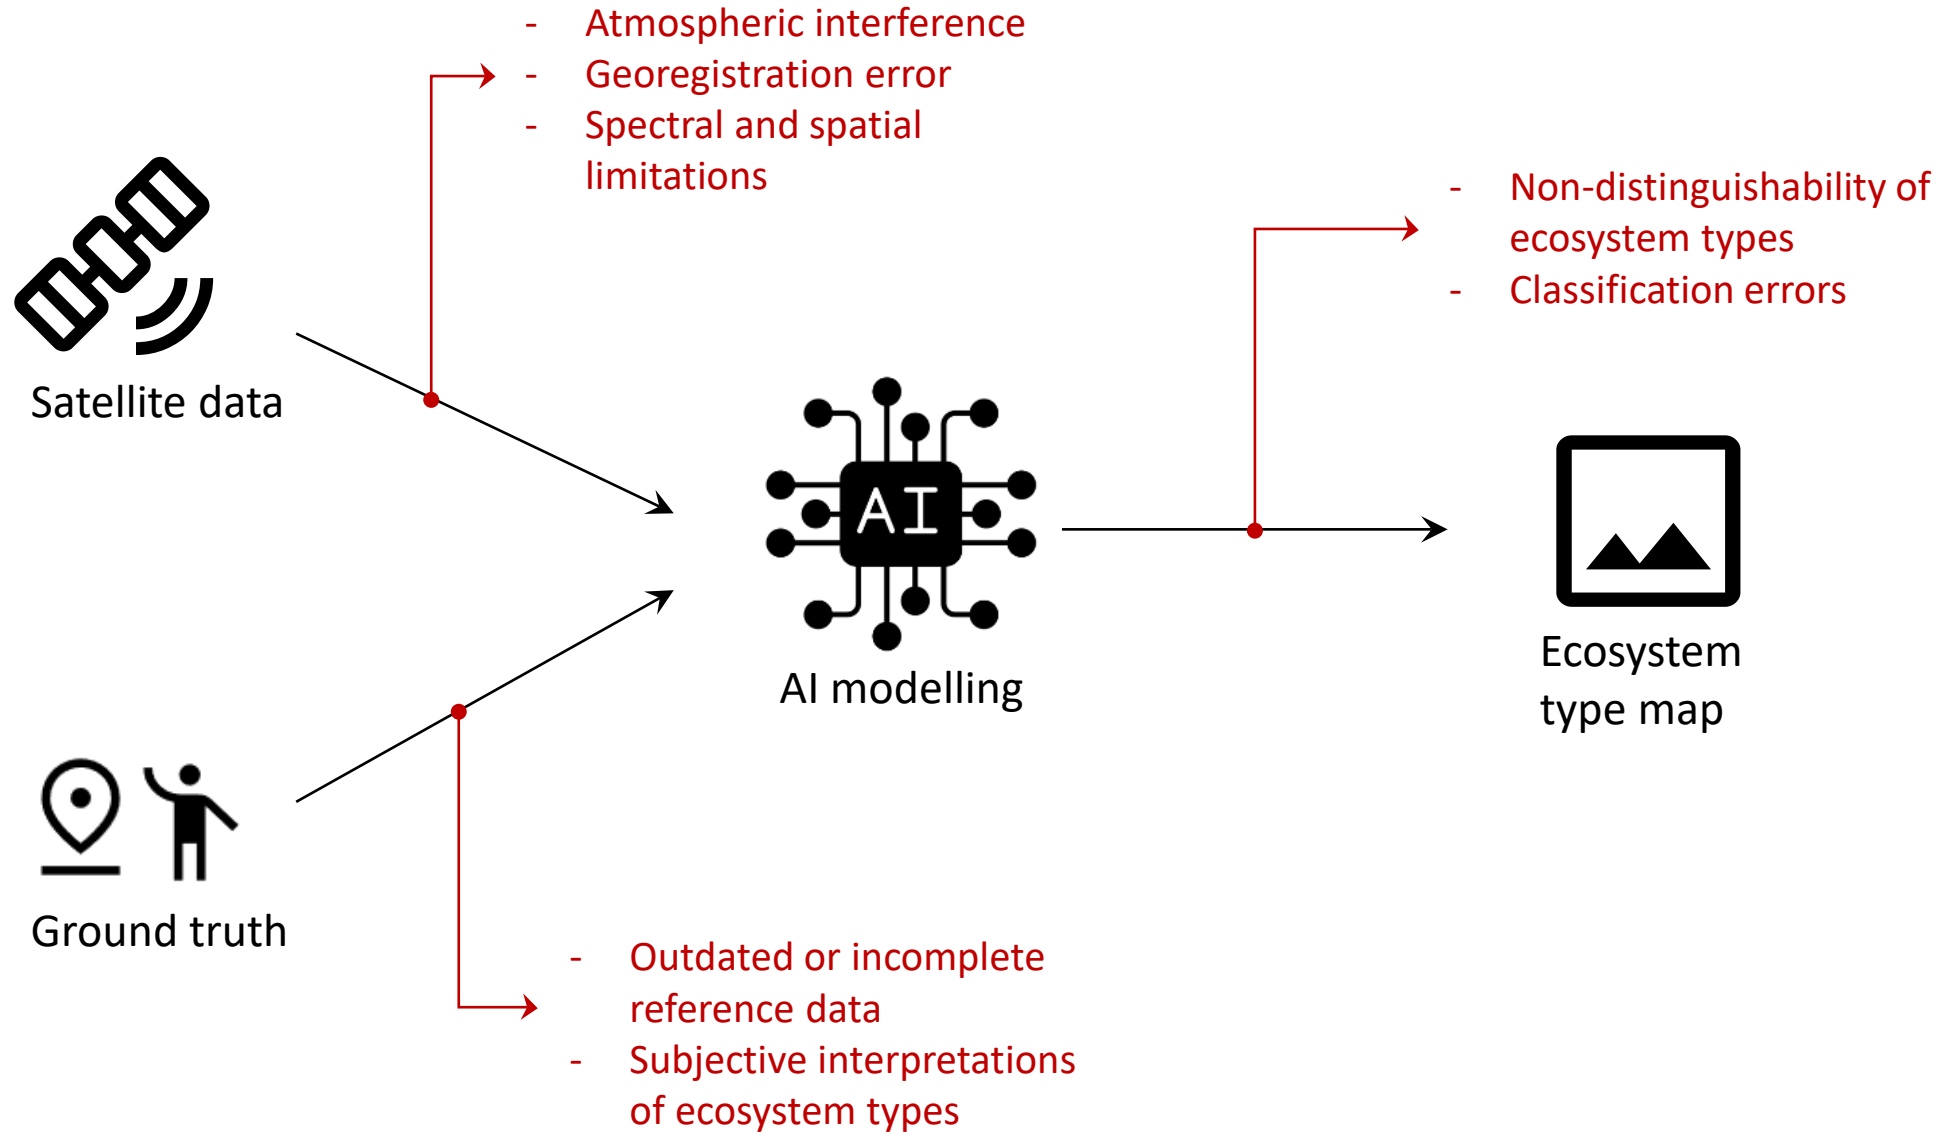 - Atmospheric interference
- Georegistration error
- Spectral and spatial
limitations
- Non-distinguishability of
ecosystem types
- Classification errors
Satellite data
AI
AI modelling
Ecosystem
type map
Ground truth
- Outdated or incomplete
reference data
- Subjective interpretations
of ecosystem types